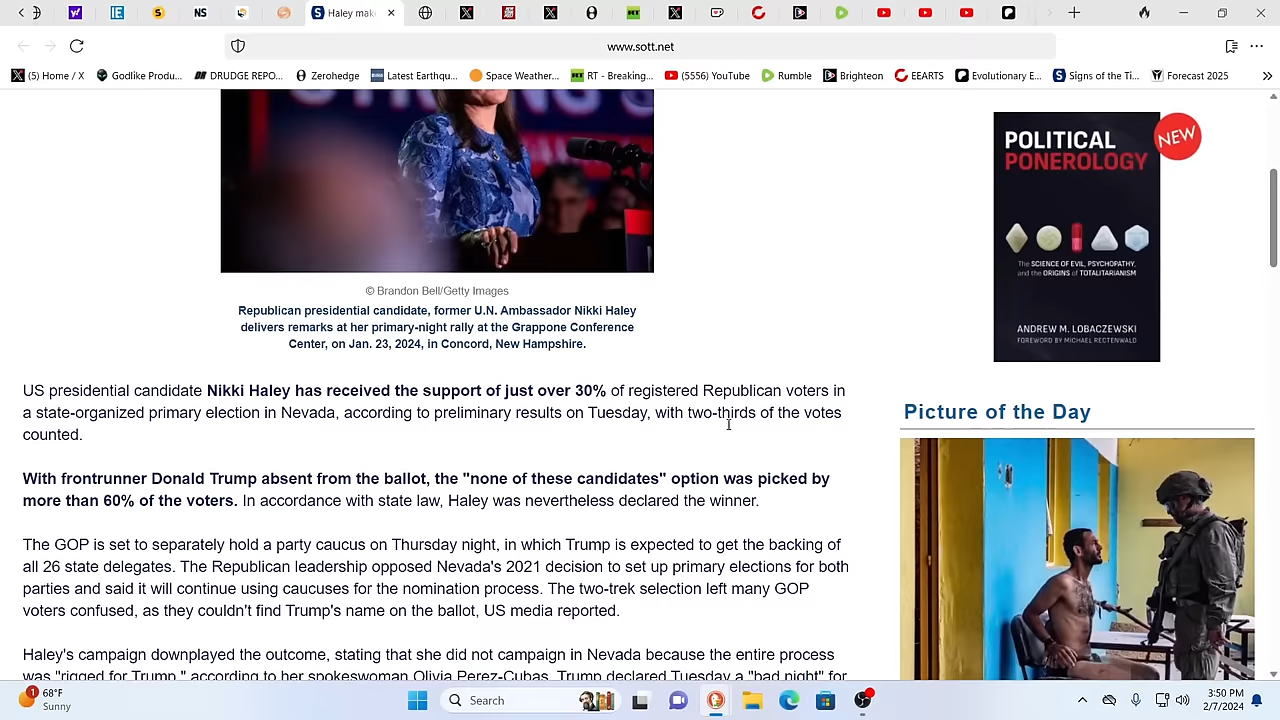 Haley mak
www.sott.net
(5) Home / X
Godlike Produ...
DRUDGE REPO...
Zerohedge
Latest Earthqu...
Space Weather...
RT - Breaking...
(5556) YouTube
Rumble
Brighteon
EEARTS
Evolutionary E...
Signs of the Ti...
Forecast 2025
POLITICAL
PONEROLOGY
NEW
The SCIENCE OF EVIL, PSYCHOPATHY,
and the ORIGINS of TOTALITARIANISM
ANDREW M. LOBACZEWSKI
FOREWORD BY MICHAEL RECTENWALD
© Brandon Bell/Getty Images
Republican presidential candidate, former U.N. Ambassador Nikki Haley
delivers remarks at her primary-night rally at the Grappone Conference
Center, on Jan. 23, 2024, in Concord, New Hampshire.
US presidential candidate Nikki Haley has received the support of just over 30% of registered Republican voters in
a state-organized primary election in Nevada, according to preliminary results on Tuesday, with two-thirds of the votes
counted.
With frontrunner Donald Trump absent from the ballot, the "none of these candidates" option was picked by
more than 60% of the voters. In accordance with state law, Haley was nevertheless declared the winner.
The GOP is set to separately hold a party caucus on Thursday night, in which Trump is expected to get the backing of
all 26 state delegates. The Republican leadership opposed Nevada's 2021 decision to set up primary elections for both
parties and said it will continue using caucuses for the nomination process. The two-trek selection left many GOP
voters confused, as they couldn't find Trump's name on the ballot, US media reported.
Haley's campaign downplayed the outcome, stating that she did not campaign in Nevada because the entire process
was "rigged for Trump," according to her spokeswoman Olivia Perez-Cubas. Trump declared Tuesday a "bad night" for
Picture of the Day
1
68°F
Sunny
Search
3:50 PM
2/7/2024